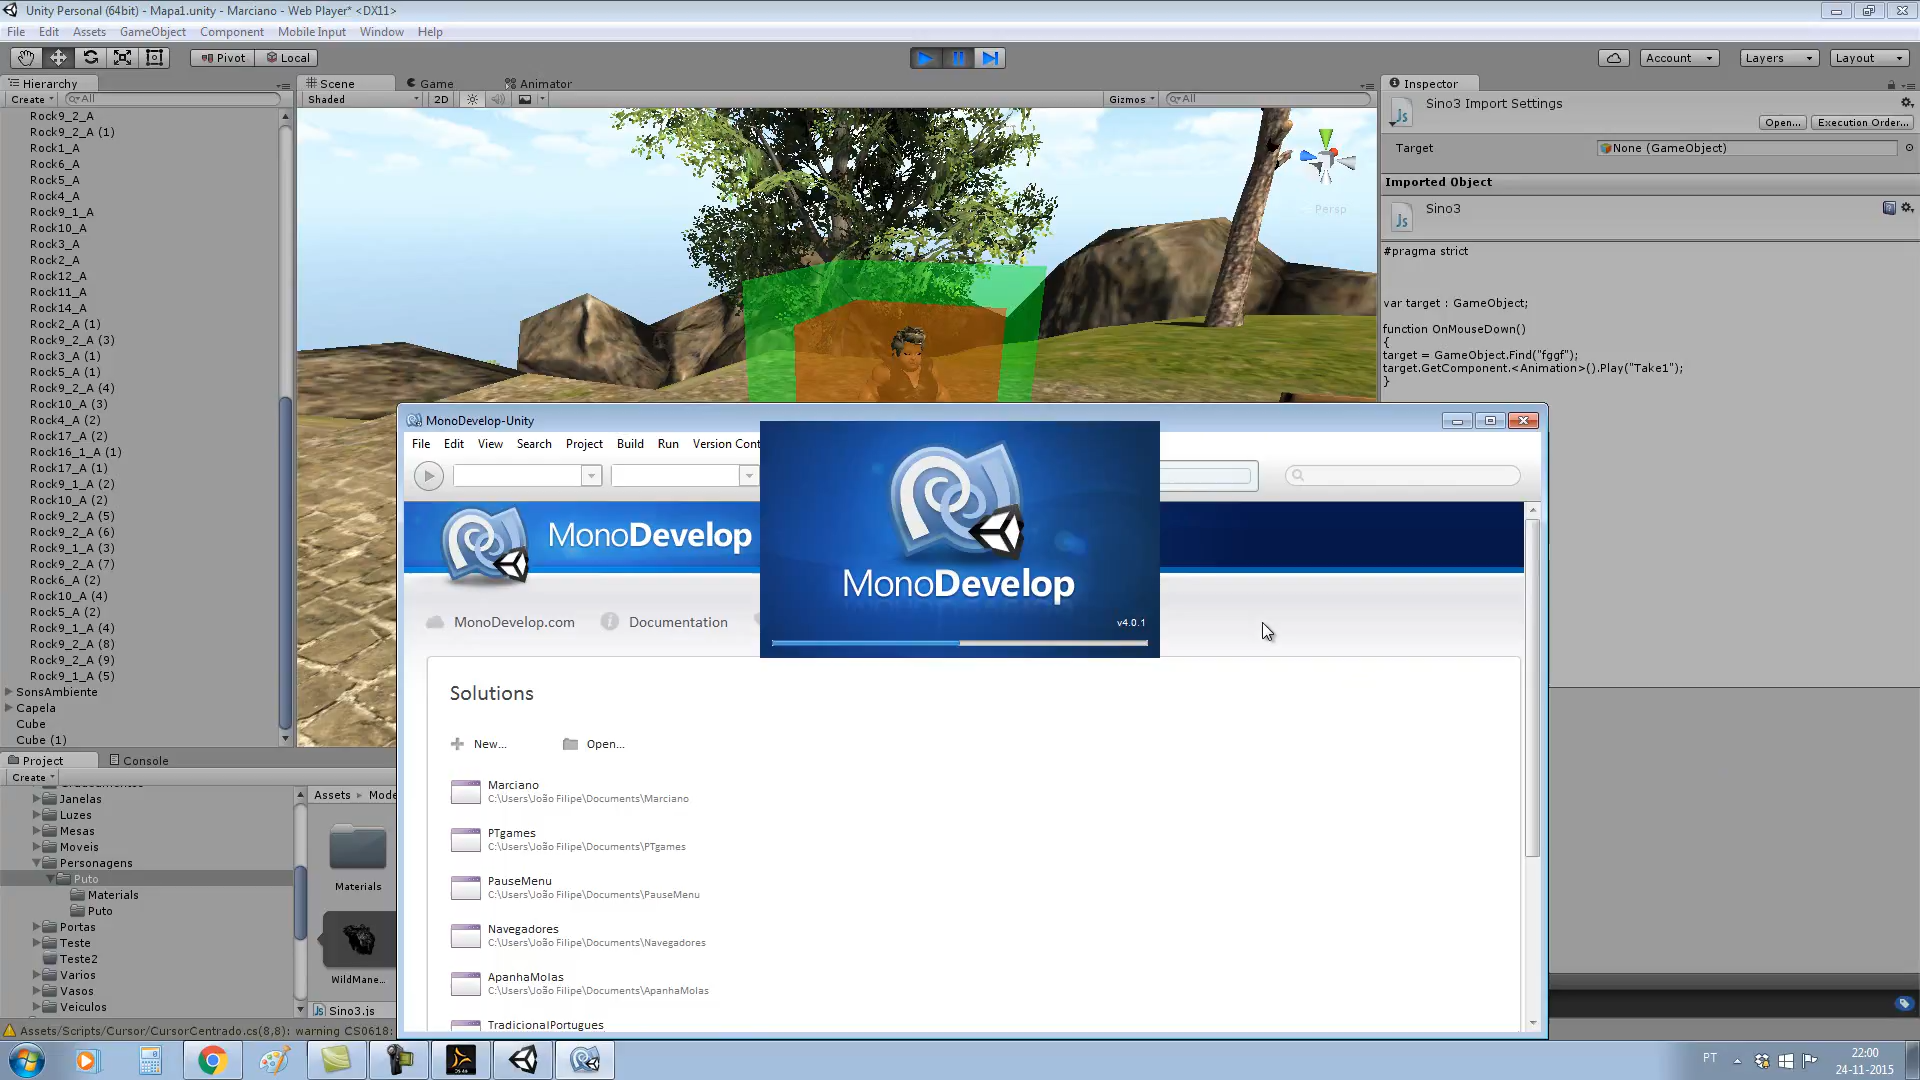 Unity Personal (64bit) - Mapa1.unity - Marciano - Web Player* <DX11>
File Edit Assets GameObject Component Mobile Input Window Help
Pivot Local Account Layers Layout
Hierarchy Scene Game Animator Inspector
Create All Shaded 2D Gizmos All
Sino3 Import Settings
Open... Execution Order...
Target None (GameObject)
Imported Object
Sino3
#pragma strict
var target : GameObject;
function OnMouseDown()
{
target = GameObject.Find("fggf");
target.GetComponent.<Animation>().Play("Take1");
}
Persp
Rock9_2_A
Rock9_2_A (1)
Rock1_A
Rock6_A
Rock5_A
Rock4_A
Rock9_1_A
Rock10_A
Rock3_A
Rock2_A
Rock12_A
Rock11_A
Rock14_A
Rock2_A (1)
Rock9_2_A (3)
Rock3_A (1)
Rock5_A (1)
Rock9_2_A (4)
Rock10_A (3)
Rock4_A (2)
Rock17_A (2)
Rock16_1_A (1)
Rock17_A (1)
Rock9_1_A (2)
Rock10_A (2)
Rock9_2_A (5)
Rock9_2_A (6)
Rock9_1_A (3)
Rock9_2_A (7)
Rock6_A (2)
Rock10_A (4)
Rock5_A (2)
Rock9_1_A (4)
Rock9_2_A (8)
Rock9_2_A (9)
Rock9_1_A (5)
SonsAmbiente
Capela
Cube
Cube (1)
Project Console
Create
Janelas
Luzes
Mesas
Moveis
Personagens
Puto
Materials
Puto
Portas
Teste
Teste2
Varios
Vasos
Veiculos
Assets Mode
Materials
WildMane...
Sino3.js
MonoDevelop-Unity
File Edit View Search Project Build Run Version Cont
MonoDevelop
MonoDevelop
v4.0.1
MonoDevelop.com Documentation
Solutions
New... Open...
Marciano
C:\Users\João Filipe\Documents\Marciano
PTgames
C:\Users\João Filipe\Documents\PTgames
PauseMenu
C:\Users\João Filipe\Documents\PauseMenu
Navegadores
C:\Users\João Filipe\Documents\Navegadores
ApanhaMolas
C:\Users\João Filipe\Documents\ApanhaMolas
TradicionalPortugues
Assets/Scripts/Cursor/CursorCentrado.cs(8,8): warning CS0618:
PT
22:00
24-11-2015